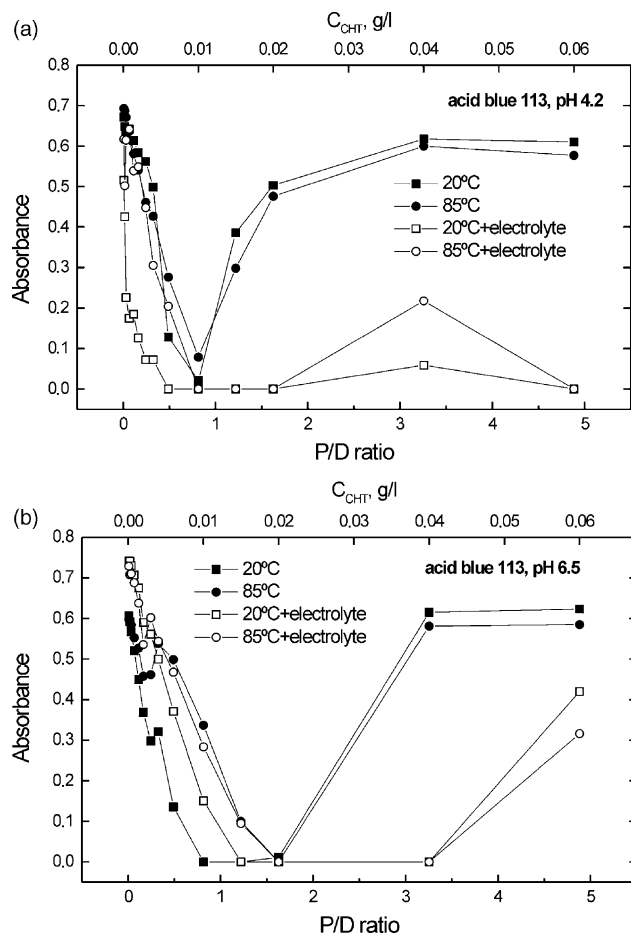 (a)
C_CHT, g/l
0.00 0.01 0.02 0.03 0.04 0.05 0.06
acid blue 113, pH 4.2
0.8
0.7
0.6
0.5
0.4
0.3
0.2
0.1
0.0
Absorbance
20ºC
85ºC
20ºC+electrolyte
85ºC+electrolyte
0 1 2 3 4 5
P/D ratio
(b)
C_CHT, g/l
0.00 0.01 0.02 0.03 0.04 0.05 0.06
acid blue 113, pH 6.5
0.8
0.7
0.6
0.5
0.4
0.3
0.2
0.1
0.0
Absorbance
20ºC
85ºC
20ºC+electrolyte
85ºC+electrolyte
0 1 2 3 4 5
P/D ratio